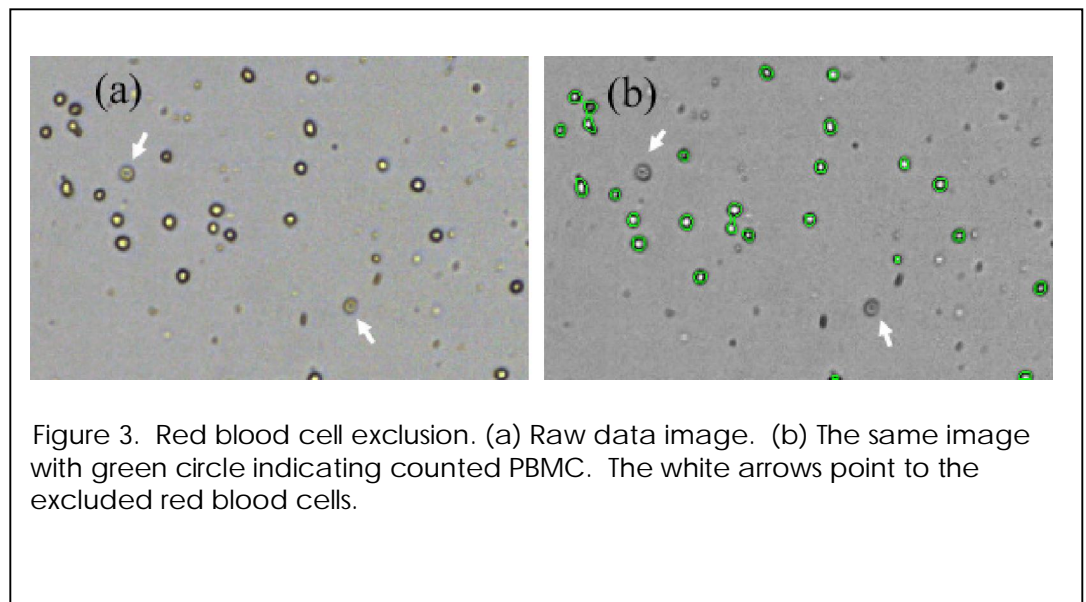 (a)
(b)
Figure 3.  Red blood cell exclusion. (a) Raw data image.  (b) The same image
with green circle indicating counted PBMC.  The white arrows point to the
excluded red blood cells.